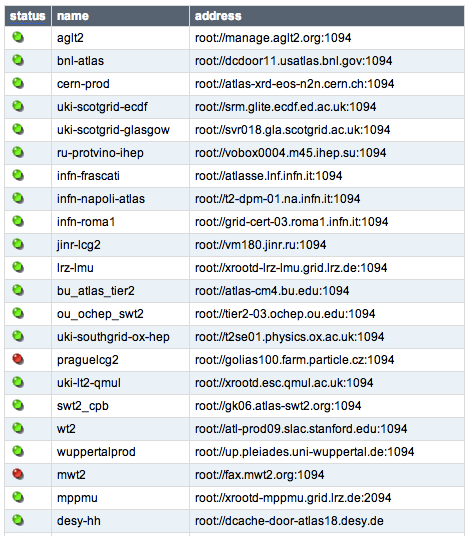 status name address
aglt2 root://manage.aglt2.org:1094
bnl-atlas root://dcdoor11.usatlas.bnl.gov:1094
cern-prod root://atlas-xrd-eos-n2n.cern.ch:1094
uki-scotgrid-ecdf root://srm.glite.ecdf.ed.ac.uk:1094
uki-scotgrid-glasgow root://svr018.gla.scotgrid.ac.uk:1094
ru-protvino-ihep root://vobox0004.m45.ihep.su:1094
infn-frascati root://atlasse.lnf.infn.it:1094
infn-napoli-atlas root://t2-dpm-01.na.infn.it:1094
infn-roma1 root://grid-cert-03.roma1.infn.it:1094
jinr-lcg2 root://vm180.jinr.ru:1094
lrz-lmu root://xrootd-lrz-lmu.grid.lrz.de:1094
bu_atlas_tier2 root://atlas-cm4.bu.edu:1094
ou_ochep_swt2 root://tier2-03.ochep.ou.edu:1094
uki-southgrid-ox-hep root://t2se01.physics.ox.ac.uk:1094
praguelcg2 root://golias100.farm.particle.cz:1094
uki-lt2-qmul root://xrootd.esc.qmul.ac.uk:1094
swt2_cpb root://gk06.atlas-swt2.org:1094
wt2 root://atl-prod09.slac.stanford.edu:1094
wuppertalprod root://up.pleiades.uni-wuppertal.de:1094
mwt2 root://fax.mwt2.org:1094
mppmu root://xrootd-mppmu.grid.lrz.de:2094
desy-hh root://dcache-door-atlas18.desy.de